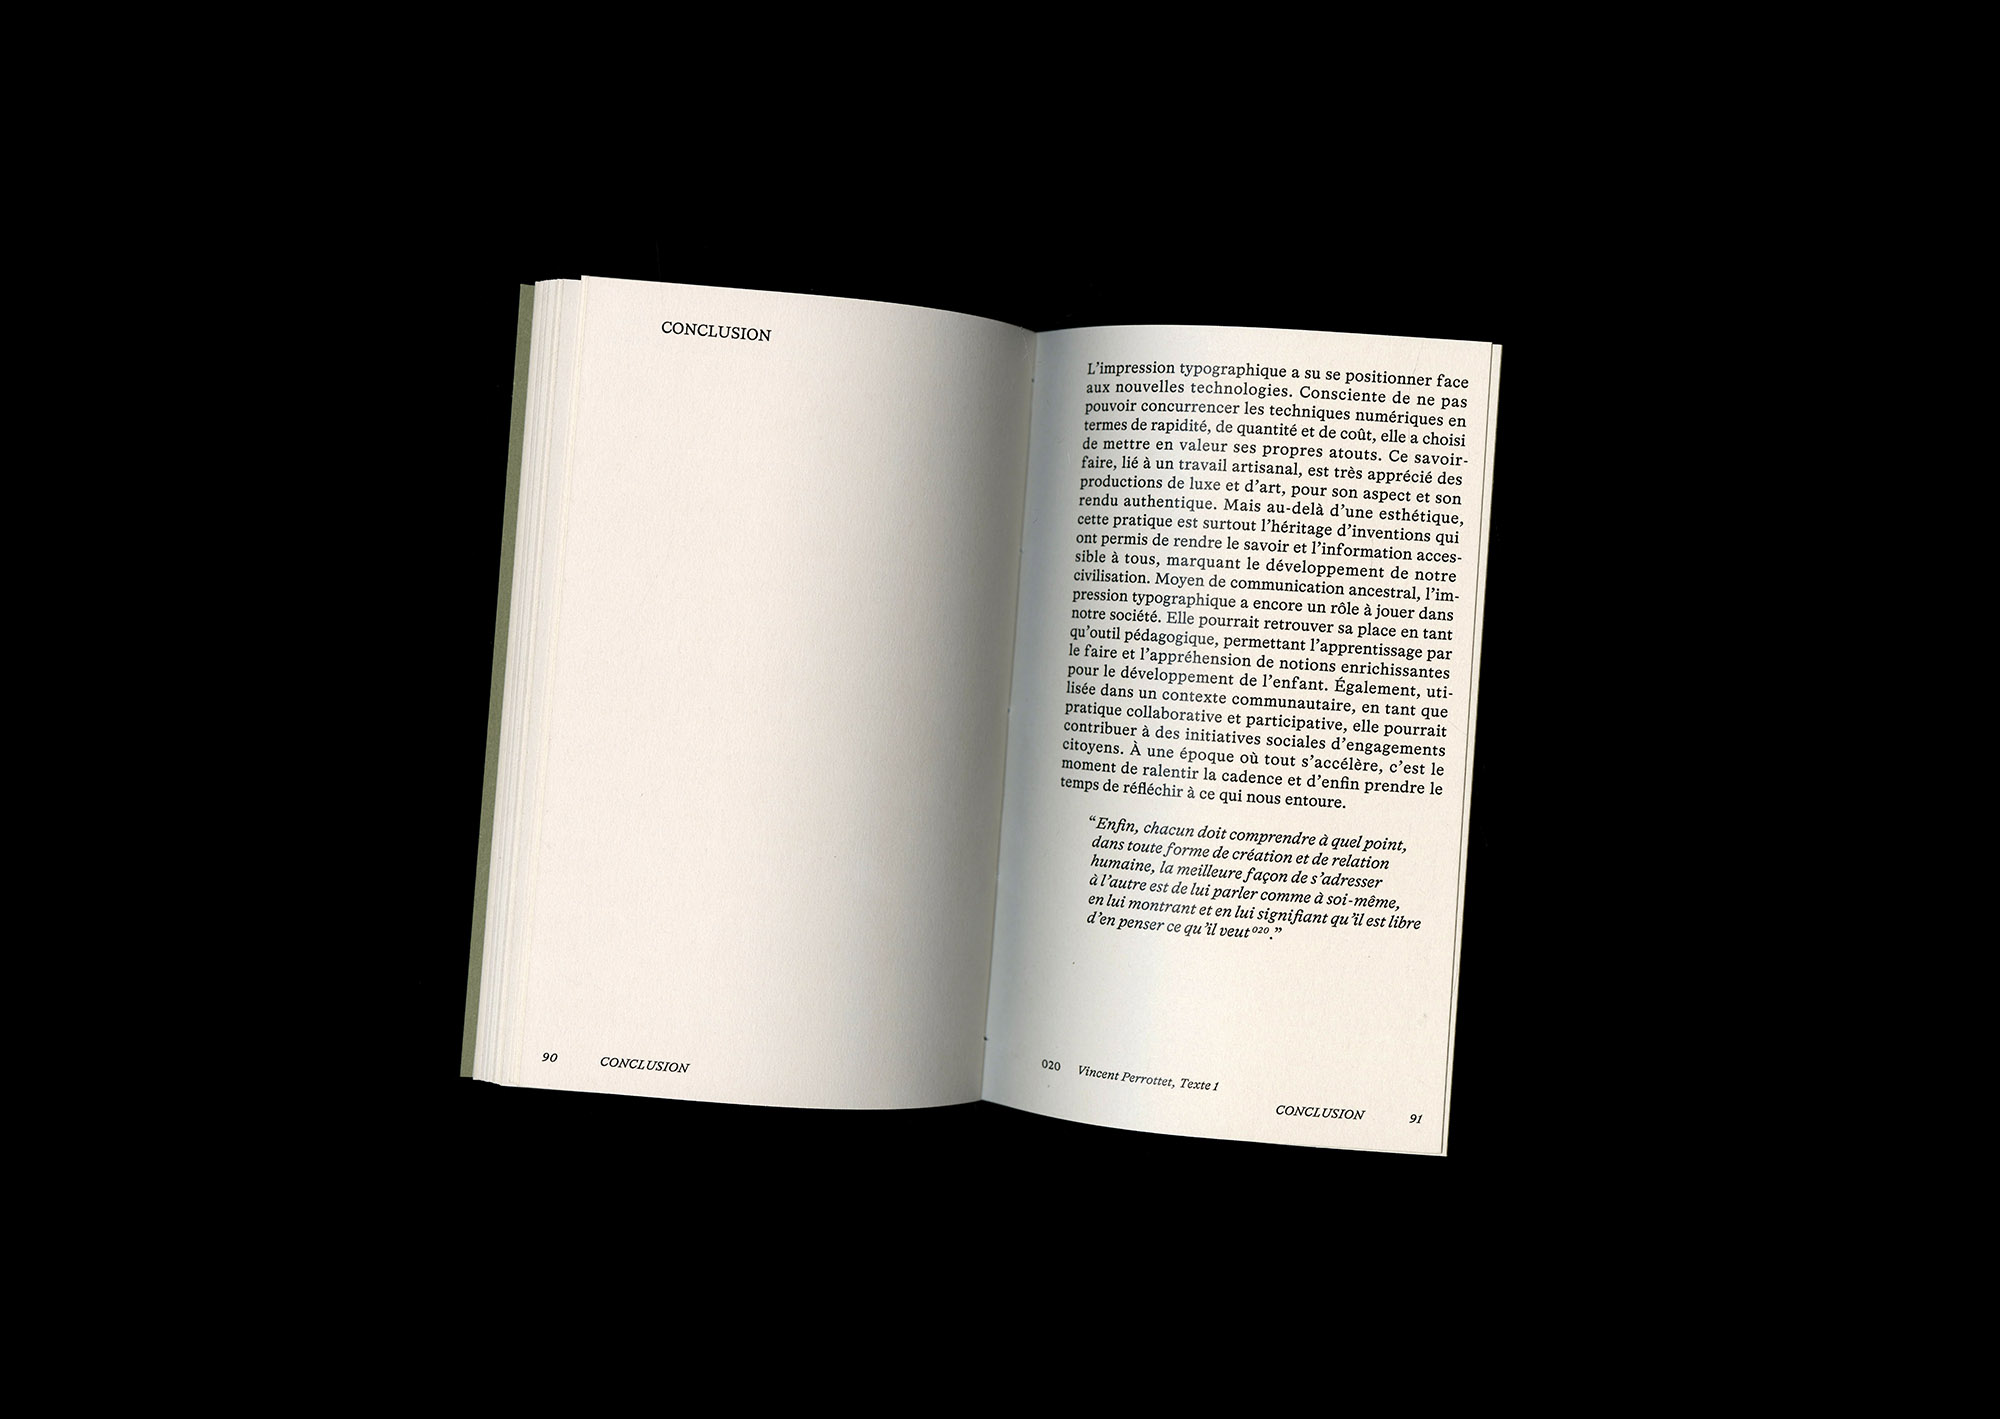 CONCLUSION
90 CONCLUSION
L’impression typographique a su se positionner face
aux nouvelles technologies. Consciente de ne pas
pouvoir concurrencer les techniques numériques en
termes de rapidité, de quantité et de coût, elle a choisi
de mettre en valeur ses propres atouts. Ce savoir-
faire, lié à un travail artisanal, est très apprécié des
productions de luxe et d’art, pour son aspect et son
rendu authentique. Mais au-delà d’une esthétique,
cette pratique est surtout l’héritage d’inventions qui
ont permis de rendre le savoir et l’information acces-
sible à tous, marquant le développement de notre
civilisation. Moyen de communication ancestral, l’im-
pression typographique a encore un rôle à jouer dans
notre société. Elle pourrait retrouver sa place en tant
qu’outil pédagogique, permettant l’apprentissage par
le faire et l’appréhension de notions enrichissantes
pour le développement de l’enfant. Également, uti-
lisée dans un contexte communautaire, en tant que
pratique collaborative et participative, elle pourrait
contribuer à des initiatives sociales d’engagements
citoyens. À une époque où tout s’accélère, c’est le
moment de ralentir la cadence et d’enfin prendre le
temps de réfléchir à ce qui nous entoure.
“Enfin, chacun doit comprendre à quel point,
dans toute forme de création et de relation
humaine, la meilleure façon de s’adresser
à l’autre est de lui parler comme à soi-même,
en lui montrant et en lui signifiant qu’il est libre
d’en penser ce qu’il veut⁰²⁰.”
020 Vincent Perrottet, Texte 1
CONCLUSION 91